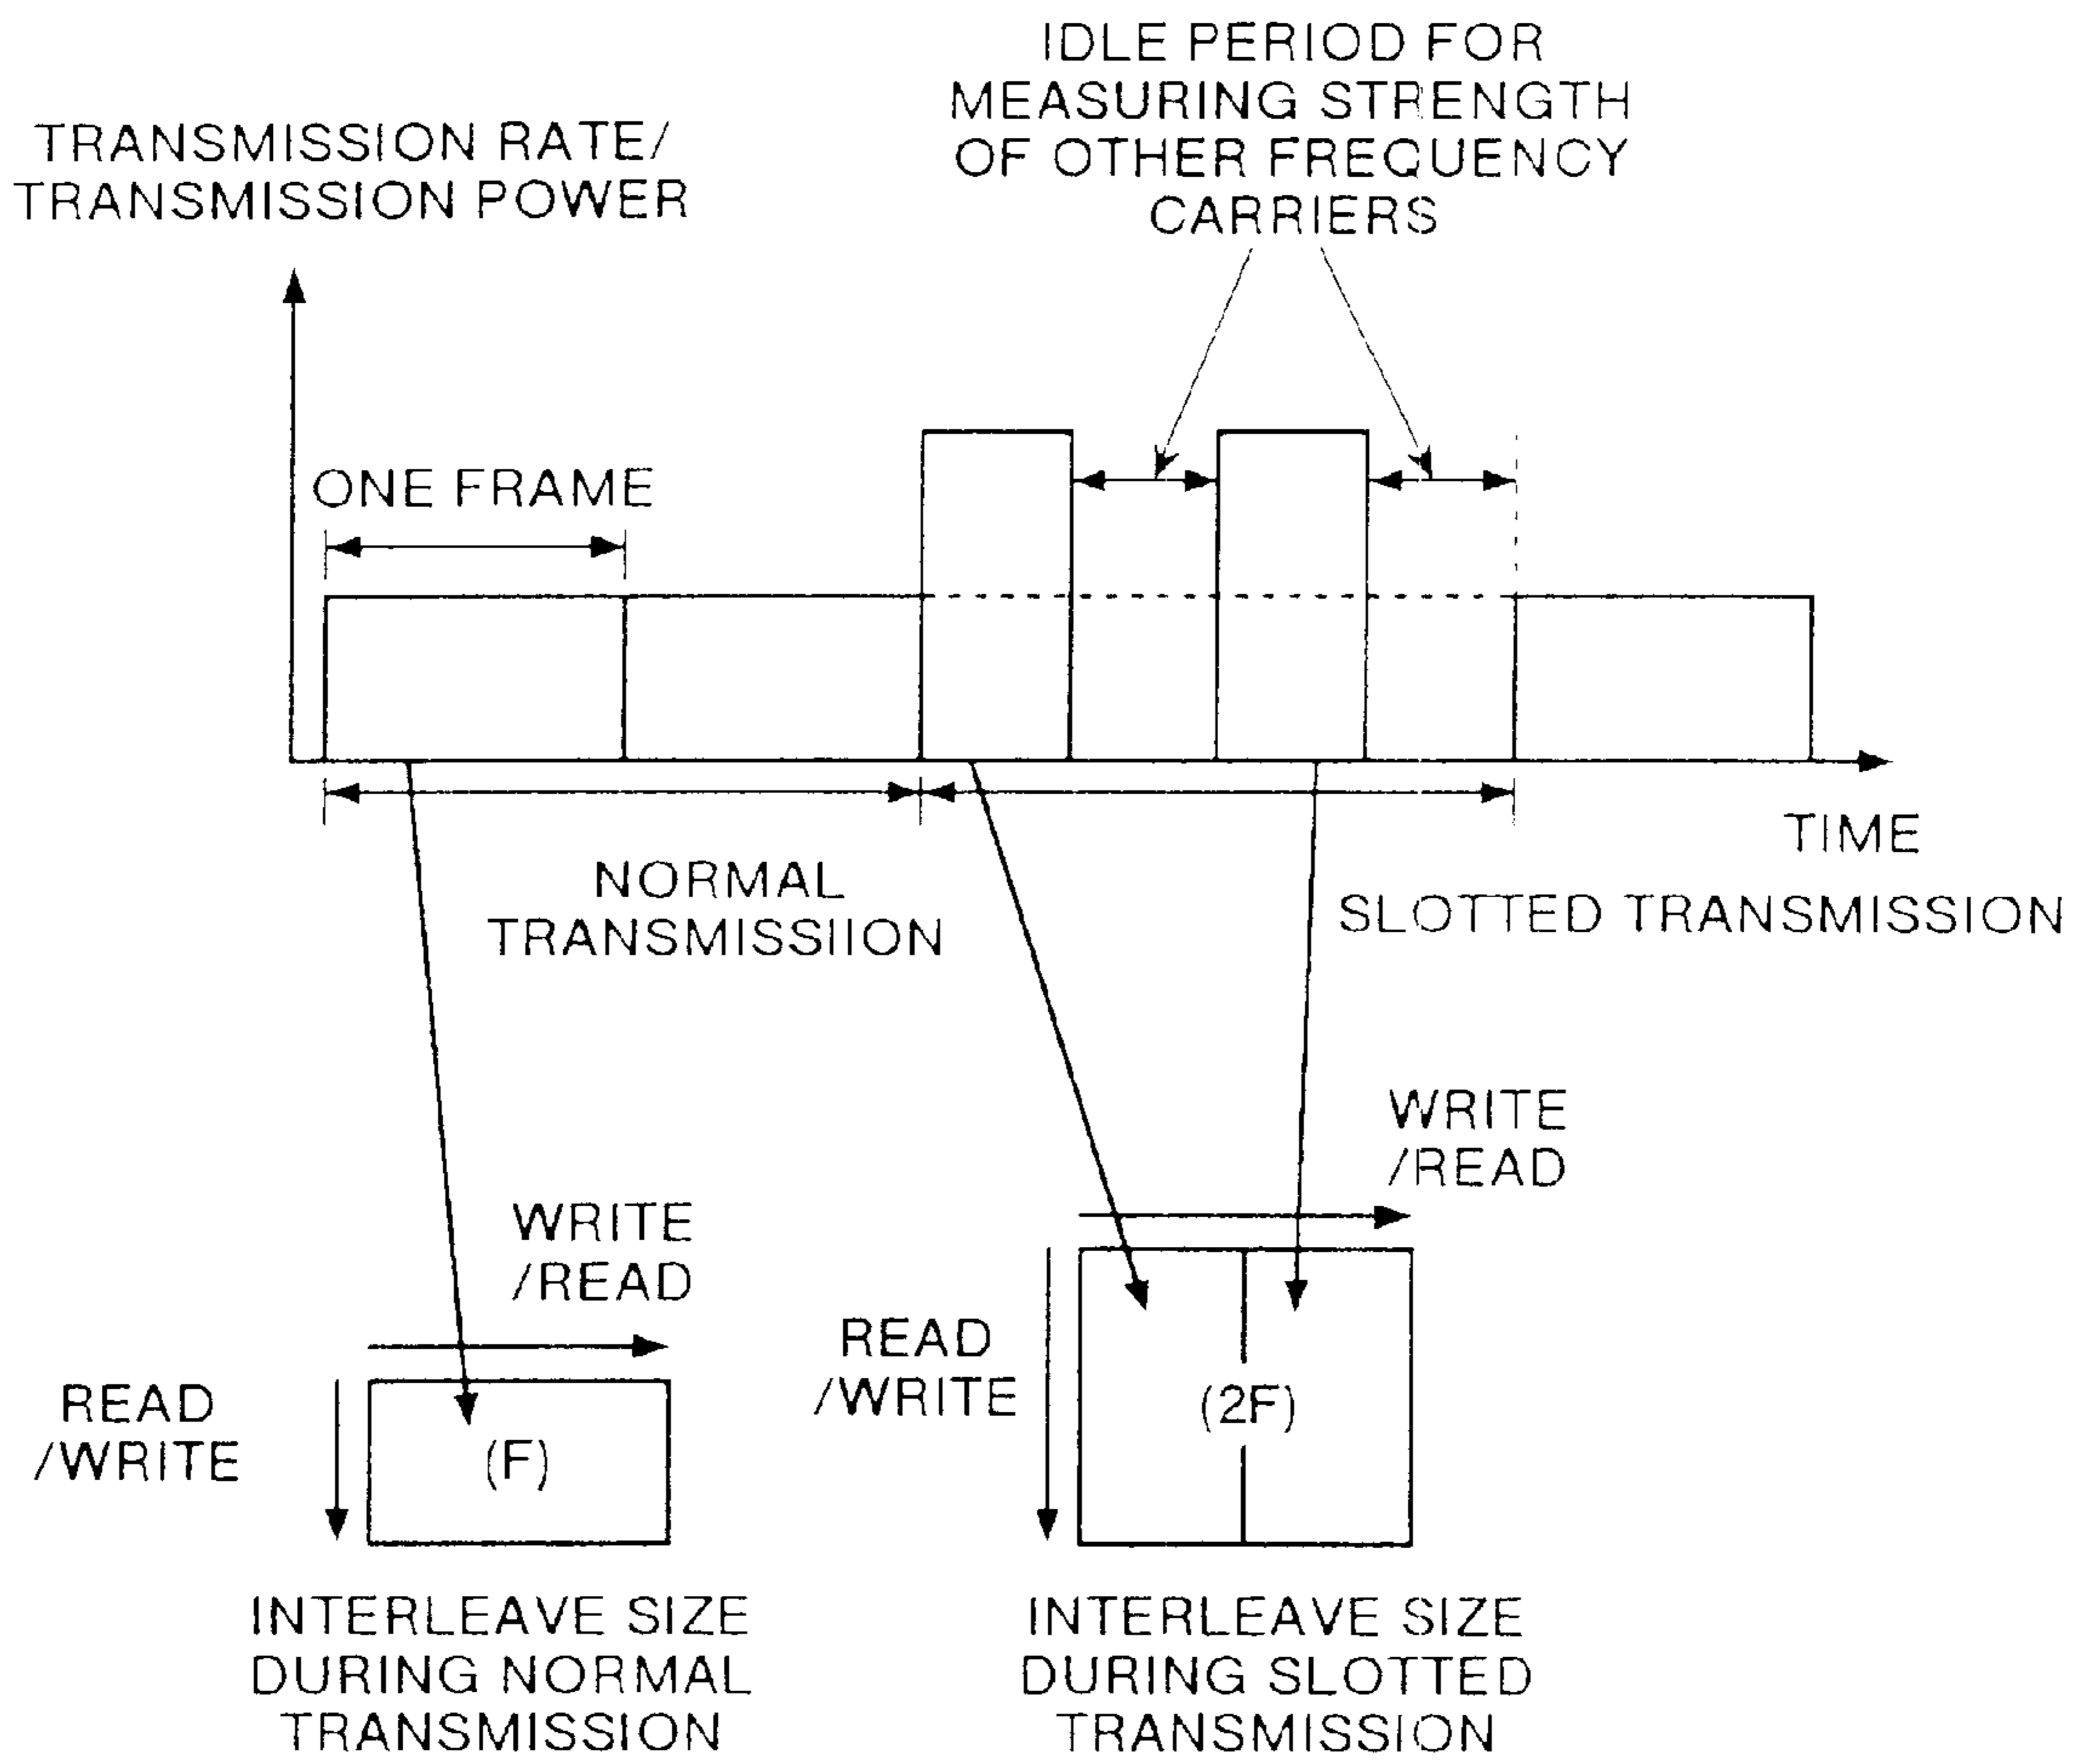 IDLE PERIOD FOR
MEASURING STRENGTH
OF OTHER FREQUENCY
CARRIERS
TRANSMISSION RATE/
TRANSMISSION POWER
ONE FRAME
TIME
NORMAL
TRANSMISSIION
SLOTTED TRANSMISSION
WRITE
/READ
READ
/WRITE
(F)
WRITE
/READ
READ
/WRITE
(2F)
INTERLEAVE SIZE
DURING NORMAL
TRANSMISSION
INTERLEAVE SIZE
DURING SLOTTED
TRANSMISSION